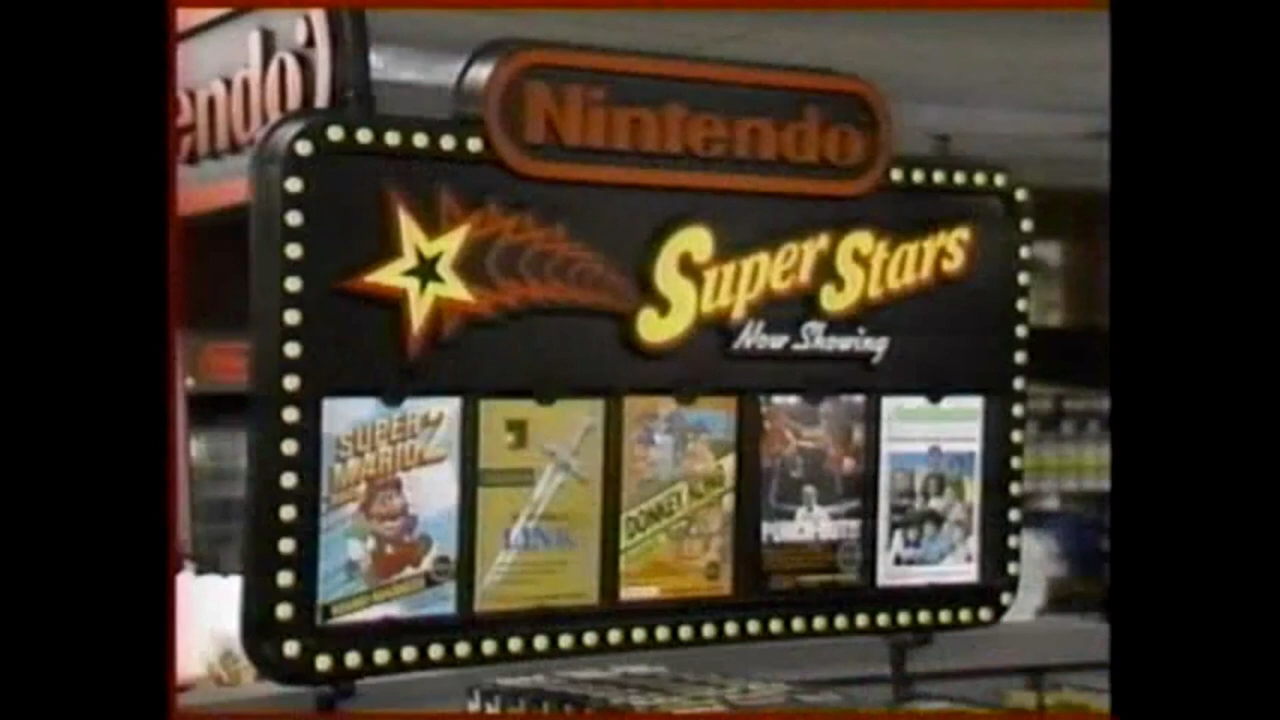 endo
Nintendo
Super Stars
Now Showing
SUPER
MARIO
2
LINK
DONKEY KONG
PUNCH-OUT!!